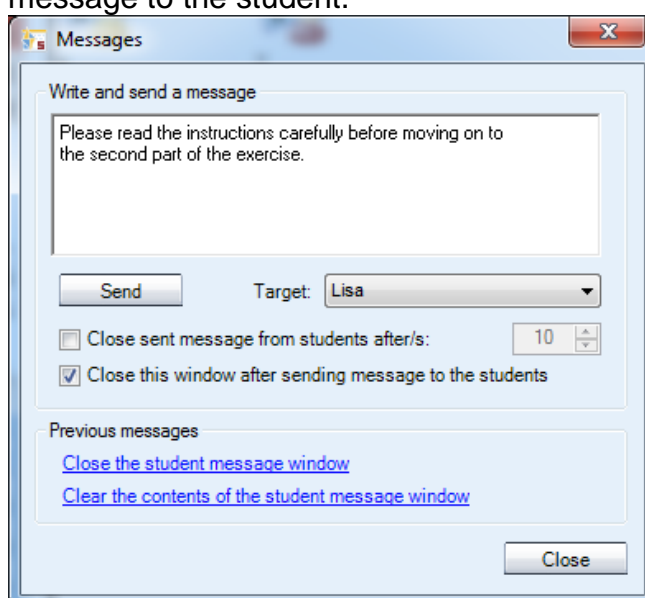 message to the student.
Messages
Write and send a message
Please read the instructions carefully before moving on to
the second part of the exercise.
Send
Target: Lisa
Close sent message from students after/s: 10
Close this window after sending message to the students
Previous messages
Close the student message window
Clear the contents of the student message window
Close